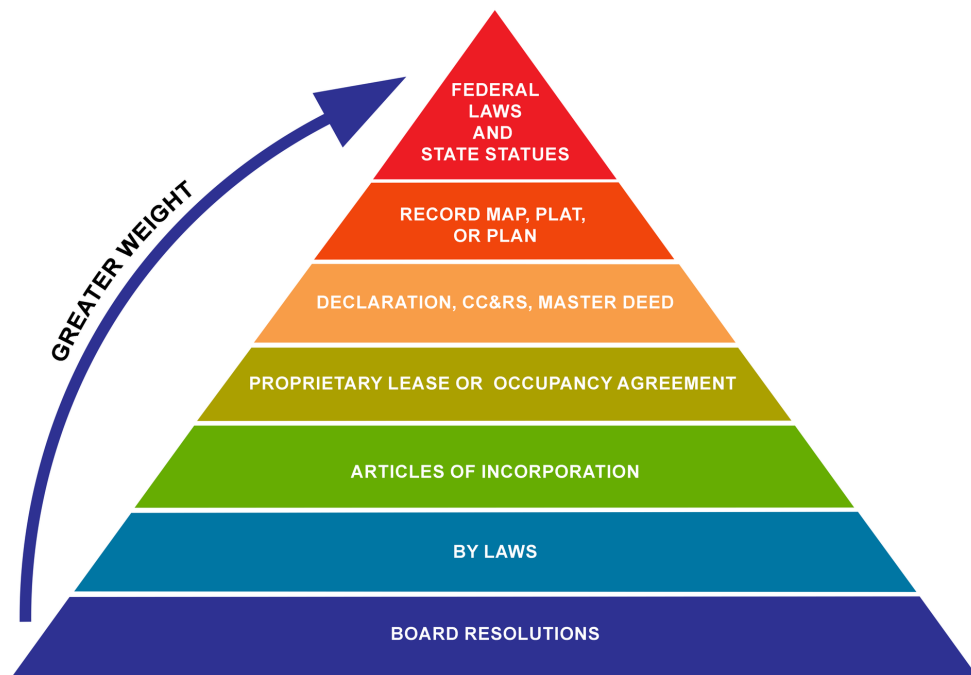 FEDERAL
LAWS
AND
STATE STATUES
RECORD MAP, PLAT,
OR PLAN
DECLARATION, CC&RS, MASTER DEED
PROPRIETARY LEASE OR OCCUPANCY AGREEMENT
ARTICLES OF INCORPORATION
BY LAWS
BOARD RESOLUTIONS
GREATER WEIGHT